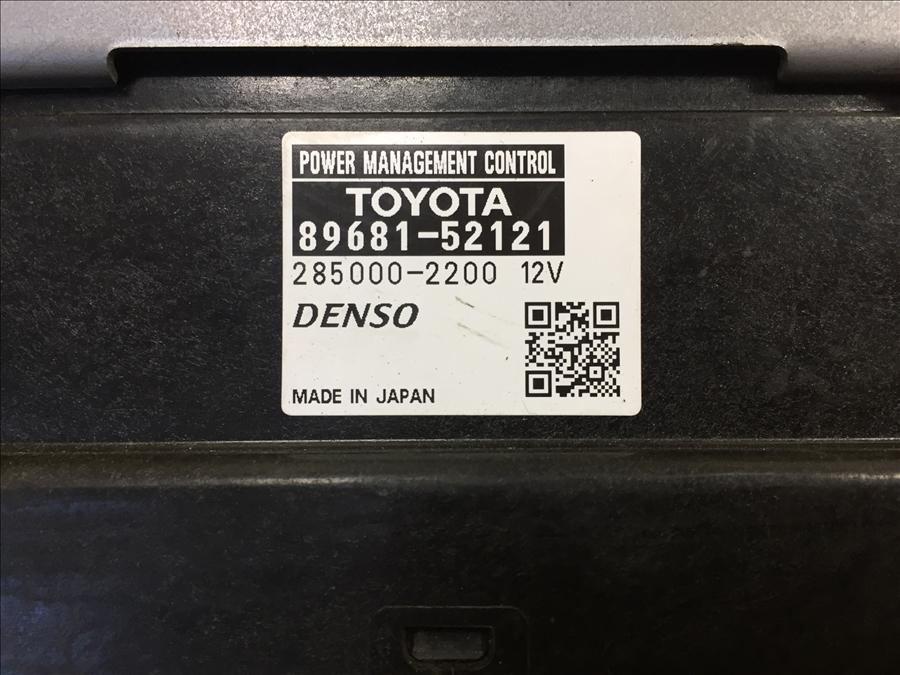 POWER MANAGEMENT CONTROL
TOYOTA
89681-52121
285000-2200 12V
DENSO
MADE IN JAPAN